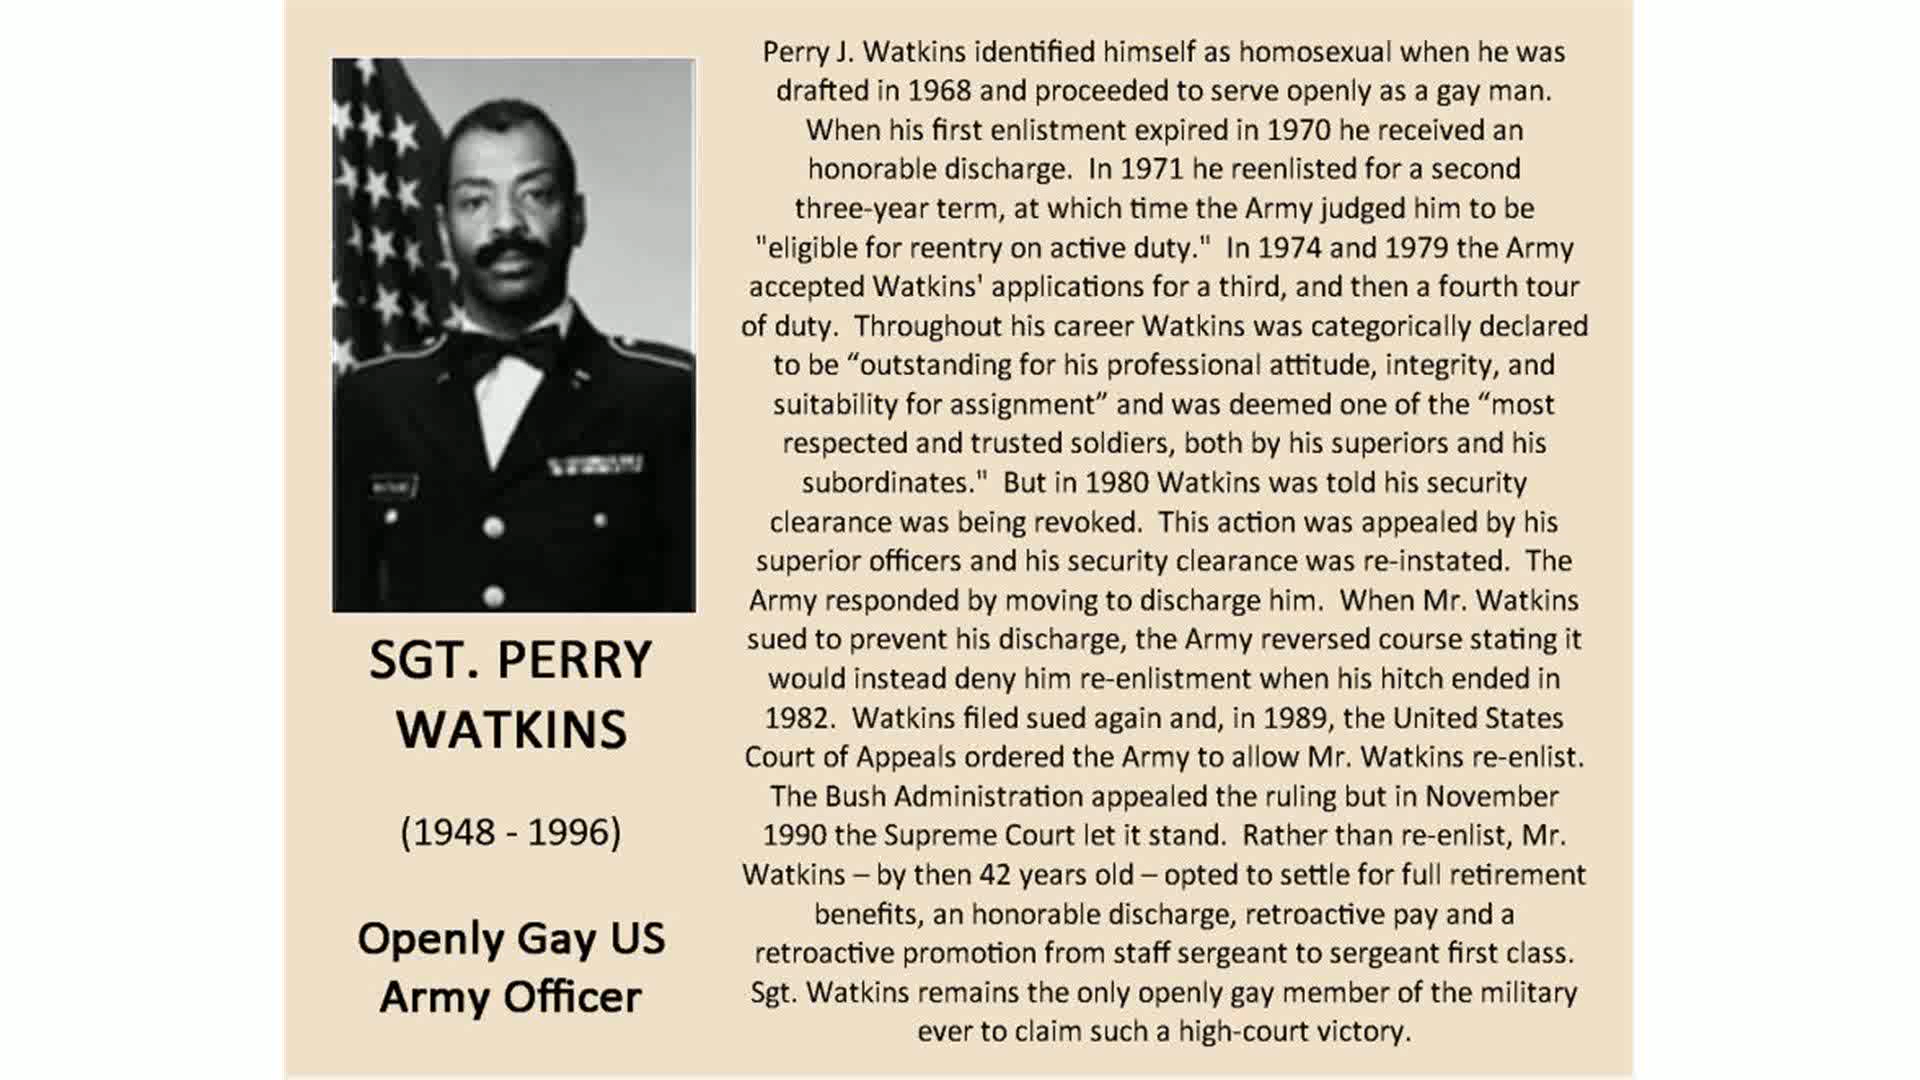 SGT. PERRY
WATKINS
(1948 - 1996)
Openly Gay US
Army Officer
Perry J. Watkins identified himself as homosexual when he was
drafted in 1968 and proceeded to serve openly as a gay man.
When his first enlistment expired in 1970 he received an
honorable discharge.  In 1971 he reenlisted for a second
three-year term, at which time the Army judged him to be
"eligible for reentry on active duty."  In 1974 and 1979 the Army
accepted Watkins' applications for a third, and then a fourth tour
of duty.  Throughout his career Watkins was categorically declared
to be “outstanding for his professional attitude, integrity, and
suitability for assignment” and was deemed one of the “most
respected and trusted soldiers, both by his superiors and his
subordinates."  But in 1980 Watkins was told his security
clearance was being revoked.  This action was appealed by his
superior officers and his security clearance was re-instated.  The
Army responded by moving to discharge him.  When Mr. Watkins
sued to prevent his discharge, the Army reversed course stating it
would instead deny him re-enlistment when his hitch ended in
1982.  Watkins filed sued again and, in 1989, the United States
Court of Appeals ordered the Army to allow Mr. Watkins re-enlist.
The Bush Administration appealed the ruling but in November
1990 the Supreme Court let it stand.  Rather than re-enlist, Mr.
Watkins – by then 42 years old – opted to settle for full retirement
benefits, an honorable discharge, retroactive pay and a
retroactive promotion from staff sergeant to sergeant first class.
Sgt. Watkins remains the only openly gay member of the military
ever to claim such a high-court victory.